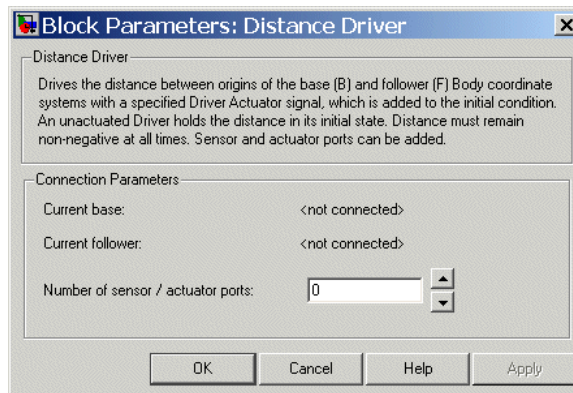 Block Parameters: Distance Driver
Distance Driver
Drives the distance between origins of the base (B) and follower (F) Body coordinate
systems with a specified Driver Actuator signal, which is added to the initial condition.
An unactuated Driver holds the distance in its initial state. Distance must remain
non-negative at all times. Sensor and actuator ports can be added.
Connection Parameters
Current base: <not connected>
Current follower: <not connected>
Number of sensor / actuator ports: 0
OK Cancel Help Apply